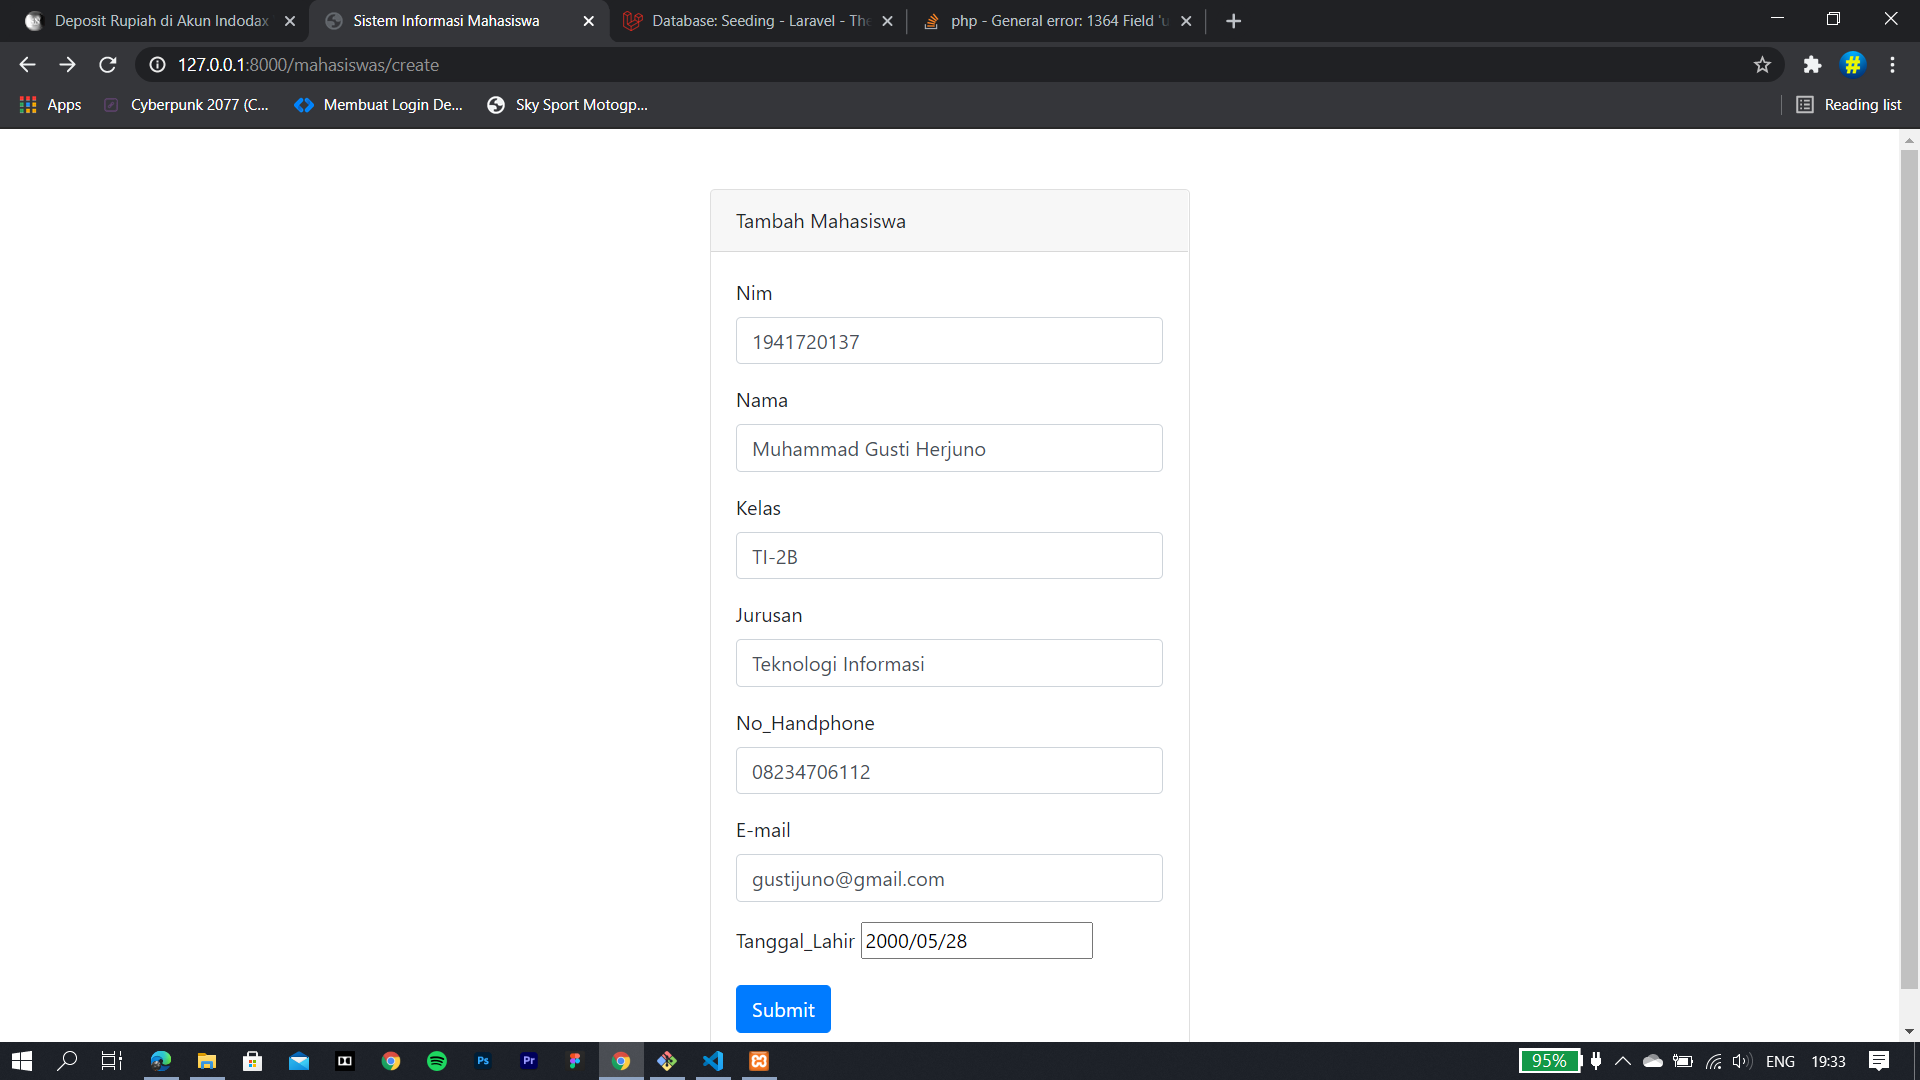 Deposit Rupiah di Akun Indodax
Sistem Informasi Mahasiswa
Database: Seeding - Laravel - The
php - General error: 1364 Field 'u
127.0.0.1:8000/mahasiswas/create
Apps
Cyberpunk 2077 (C...
Membuat Login De...
Sky Sport Motogp...
Reading list
Tambah Mahasiswa
Nim
1941720137
Nama
Muhammad Gusti Herjuno
Kelas
TI-2B
Jurusan
Teknologi Informasi
No_Handphone
08234706112
E-mail
gustijuno@gmail.com
Tanggal_Lahir 2000/05/28
Submit
Ps
Pr
95%
ENG
19:33